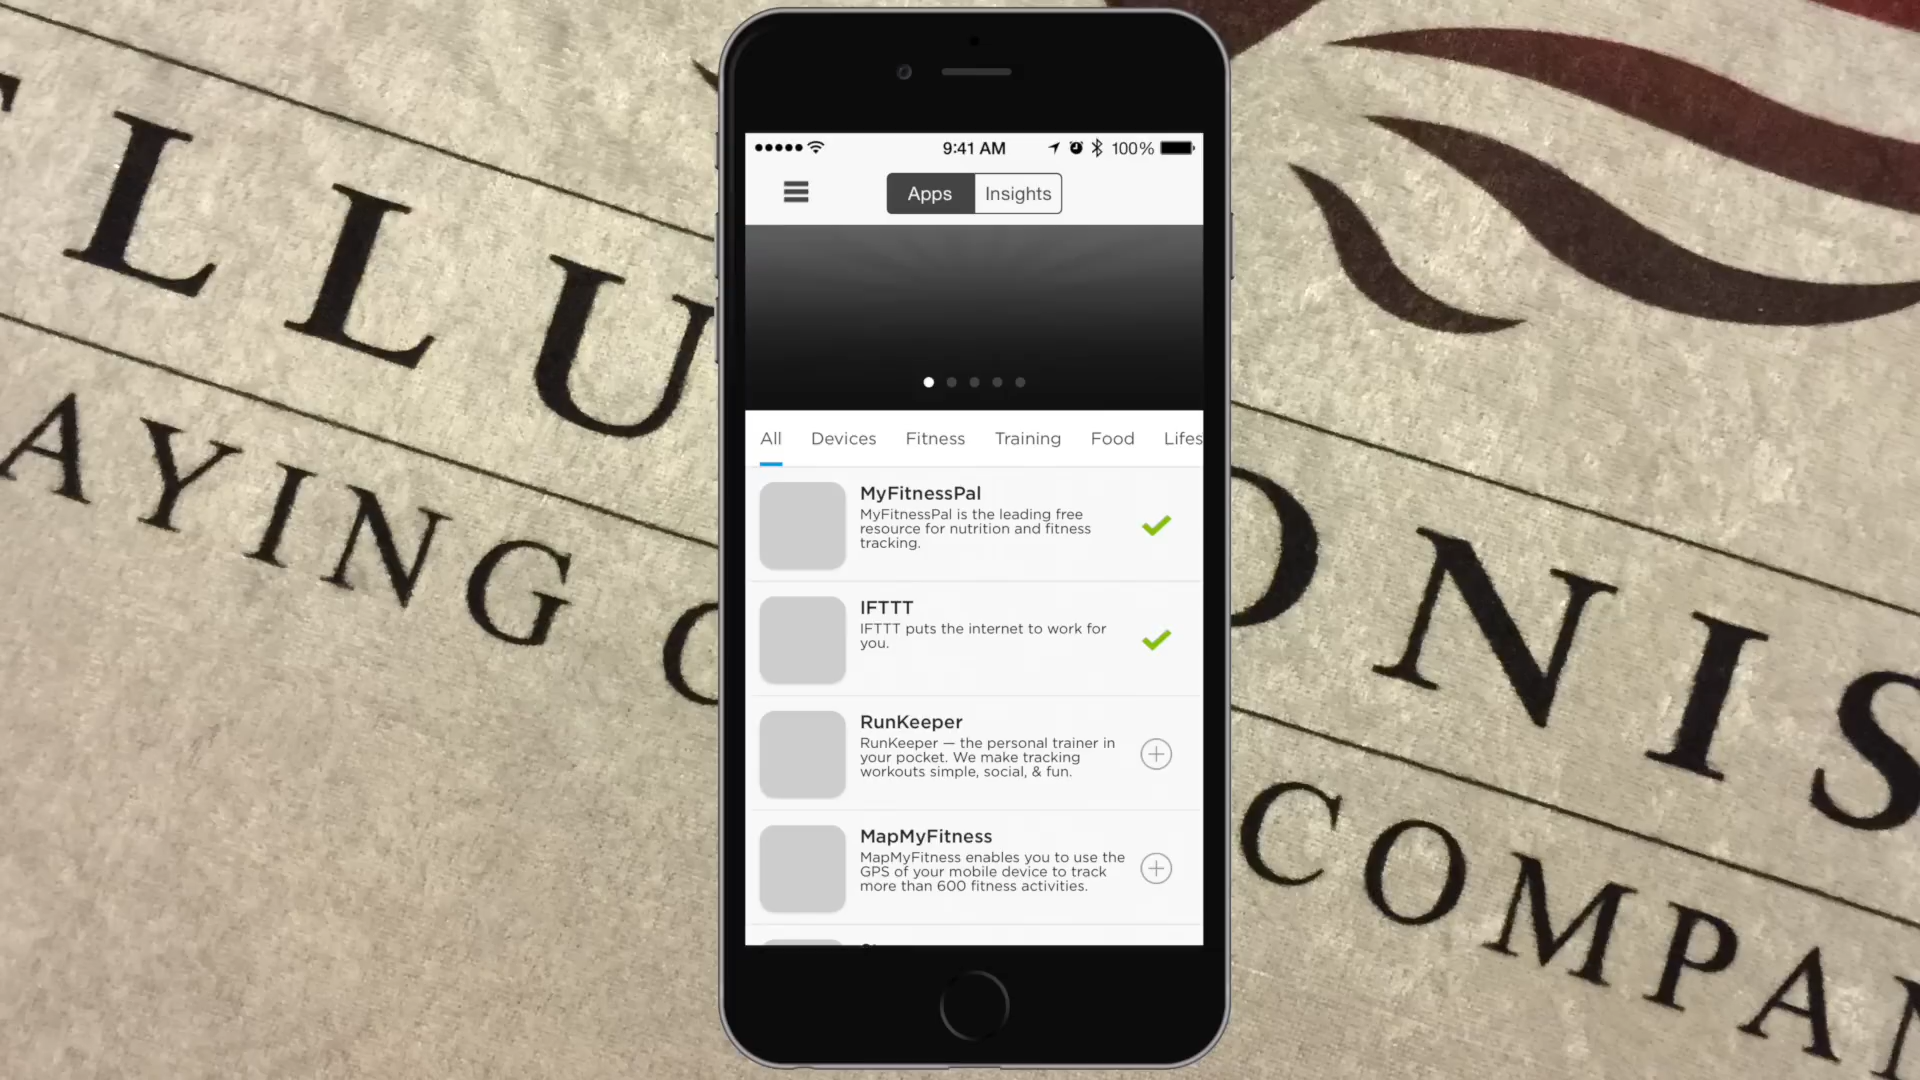 9:41 AM 100%
Apps Insights
All Devices Fitness Training Food Lifes
MyFitnessPal
MyFitnessPal is the leading free
resource for nutrition and fitness
tracking.
IFTTT
IFTTT puts the internet to work for
you.
RunKeeper
RunKeeper — the personal trainer in
your pocket. We make tracking
workouts simple, social, & fun.
MapMyFitness
MapMyFitness enables you to use the
GPS of your mobile device to track
more than 600 fitness activities.
LLU
ONIS
AYING
COMPAN